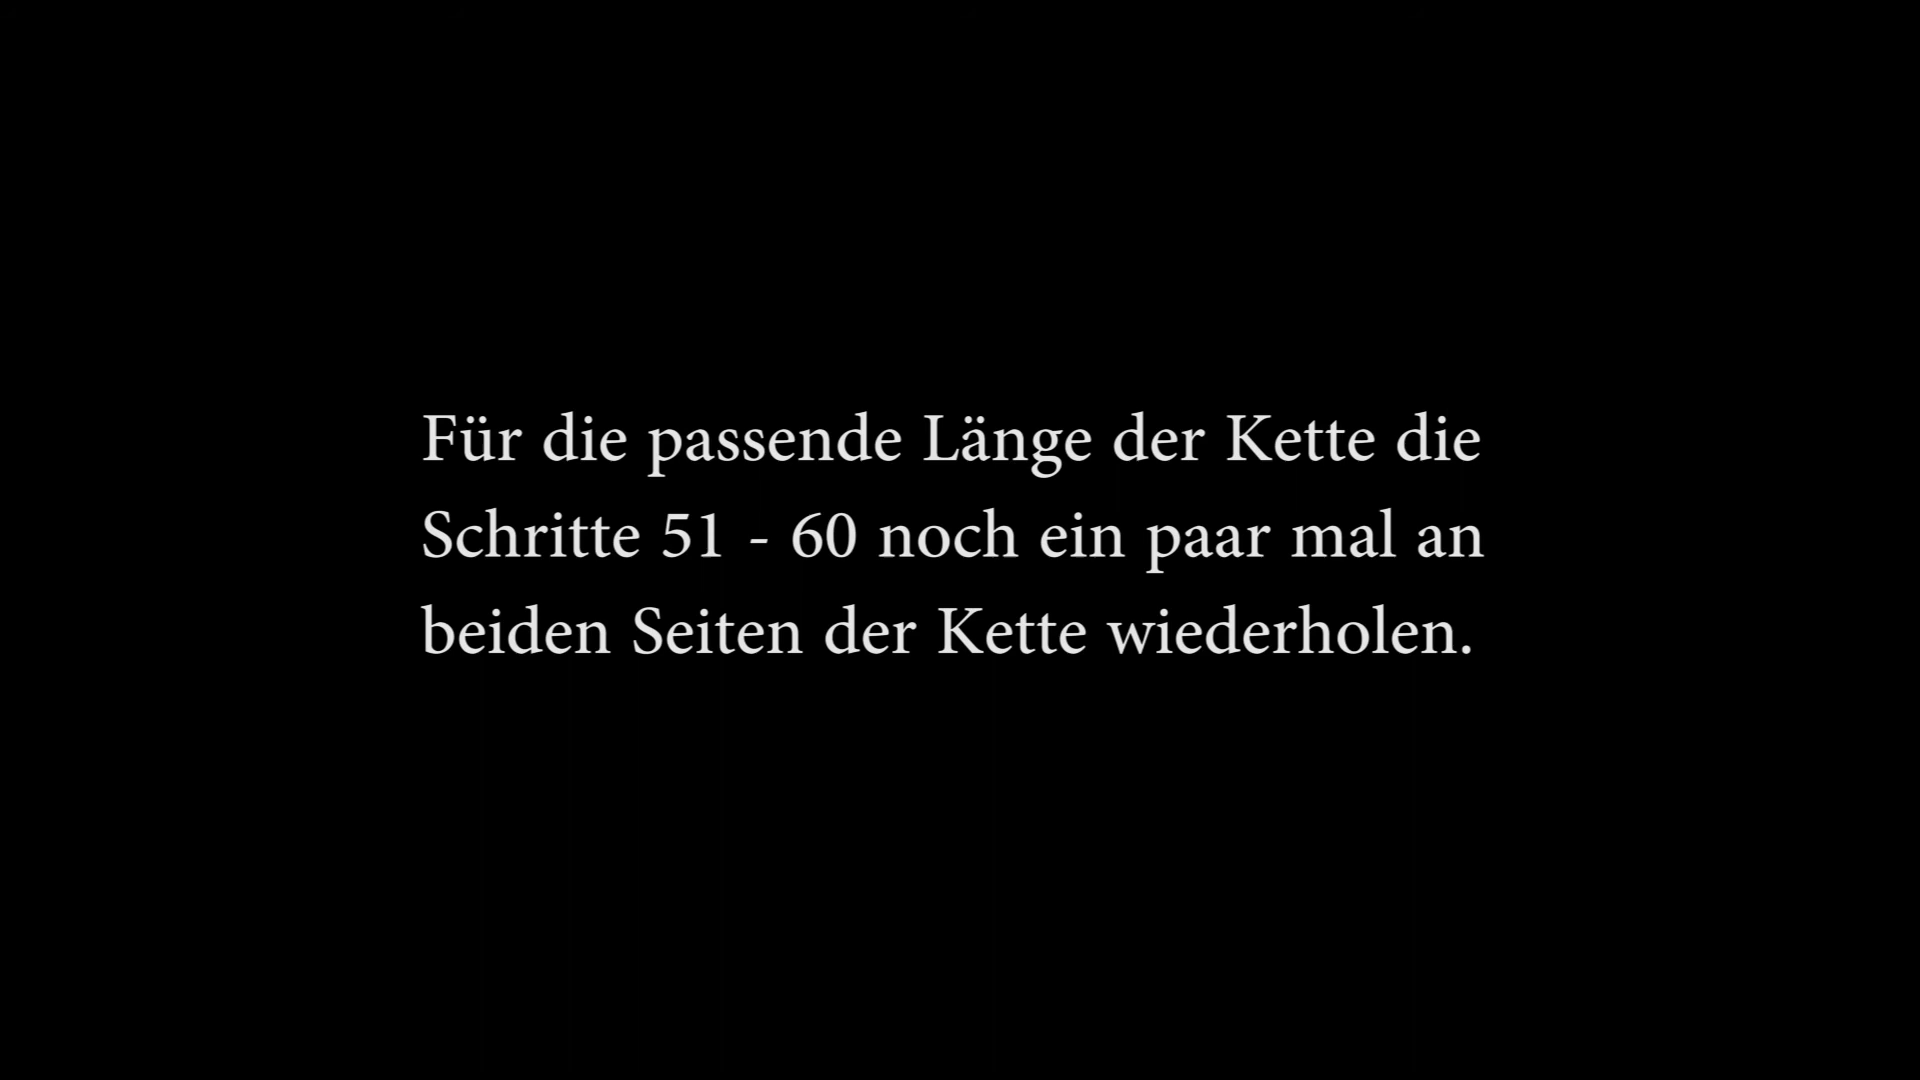 Für die passende Länge der Kette die
Schritte 51 - 60 noch ein paar mal an
beiden Seiten der Kette wiederholen.